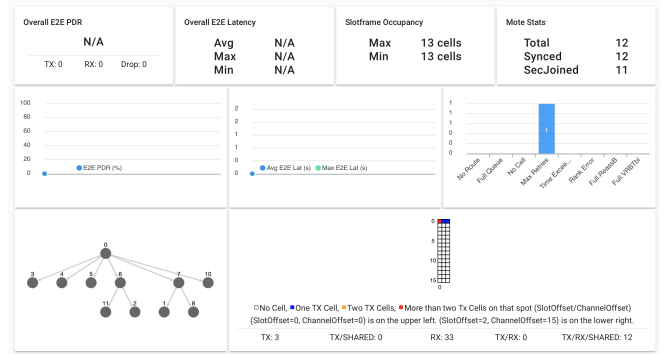 Overall E2E PDR
N/A
TX: 0 RX: 0 Drop: 0
Overall E2E Latency
Avg N/A
Max N/A
Min N/A
Slotframe Occupancy
Max 13 cells
Min 13 cells
Mote Stats
Total 12
Synced 12
SecJoined 11
100
80
60
40
20
0
E2E PDR (%)
2
2
1
1
0
Avg E2E Lat (s) Max E2E Lat (s)
1
1
1
0
0
0
1
No Route
Full Queue
No Cell
Max Retries
Time Excee...
Rank Error
Full.ReassB
Full.VRBTbl
0
3 4 5 6 7 10
11 2 1 8
0
5
10
15
0
No Cell, One TX Cell, Two TX Cells, More than two Tx Cells on that spot (SlotOffset/ChannelOffset)
(SlotOffset=0, ChannelOffset=0) is on the upper left. (SlotOffset=2, ChannelOffset=15) is on the lower right.
TX: 3 TX/SHARED: 0 RX: 33 TX/RX: 0 TX/RX/SHARED: 12